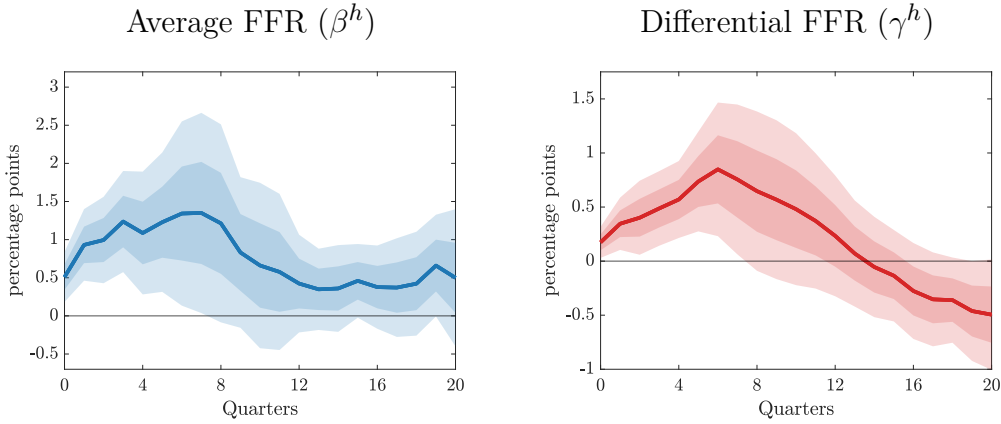 Average FFR (β^h)
percentage points
3
2.5
2
1.5
1
0.5
0
-0.5
0 4 8 12 16 20
Quarters
Differential FFR (γ^h)
percentage points
1.5
1
0.5
0
-0.5
-1
0 4 8 12 16 20
Quarters